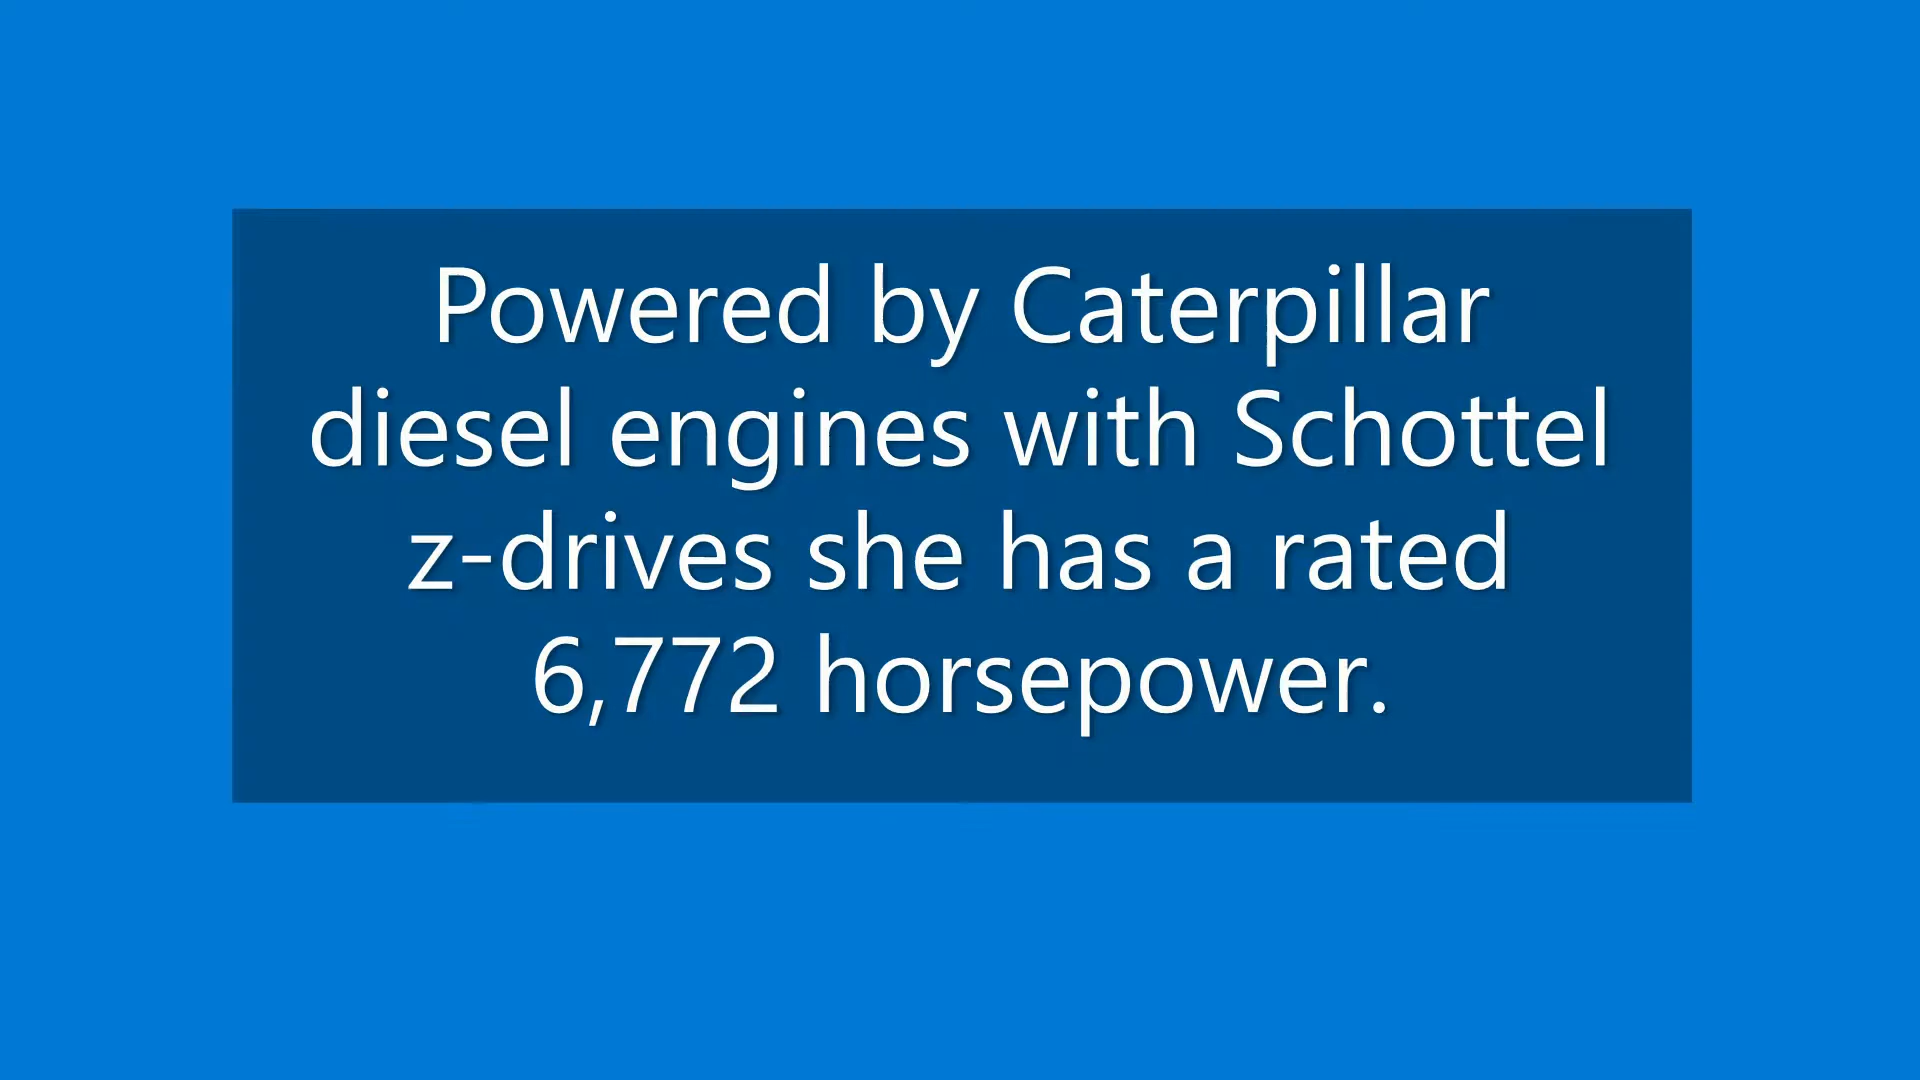 Powered by Caterpillar
diesel engines with Schottel
z-drives she has a rated
6,772 horsepower.